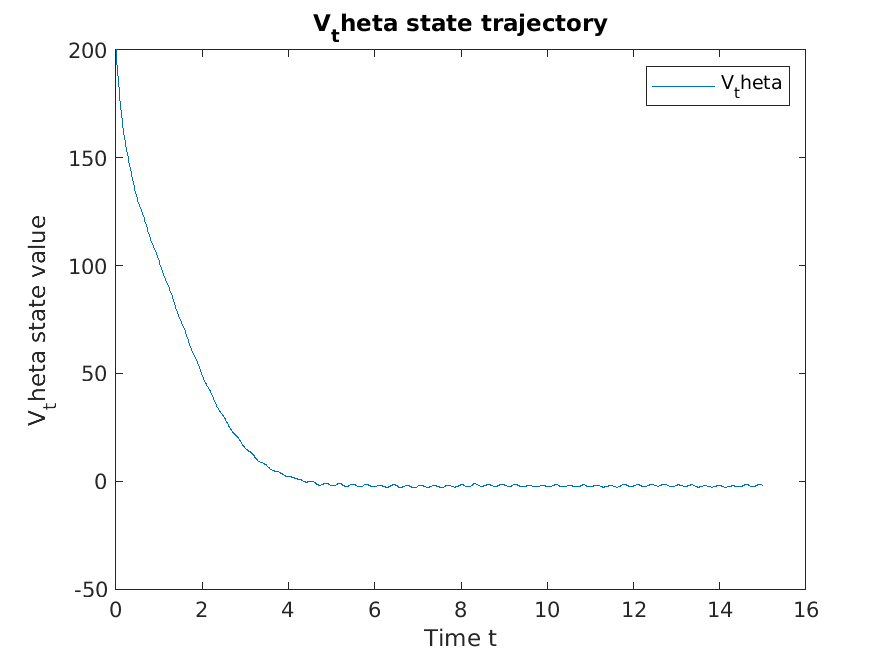 V_theta state trajectory
200
V_theta
150
100
50
0
-50
V_theta state value
0 2 4 6 8 10 12 14 16
Time t